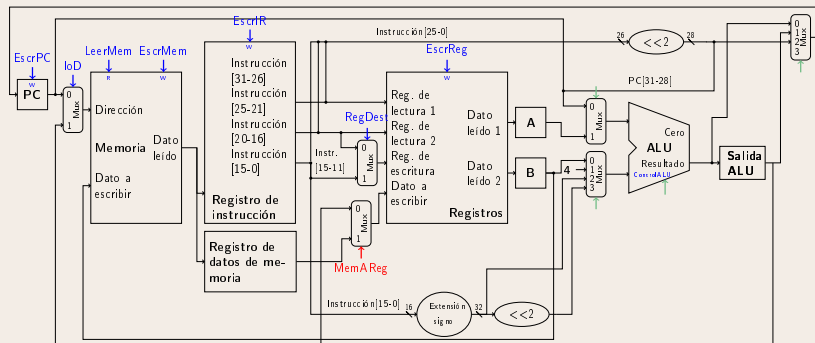 EscrPC
W
PC
IoD
0
Mux
1
LeerMem
EscrMem
R
W
Dirección
Memoria
Dato
leído
Dato a
escribir
EscrIR
W
Instrucción
[31-26]
Instrucción
[25-21]
Instrucción
[20-16]
Instrucción
[15-0]
Registro de
instrucción
Registro de
datos de me-
moria
Instrucción[25-0]
RegDest
Instr.
[15-11]
0
Mux
1
0
Mux
1
MemAReg
EscrReg
W
Reg. de
lectura 1
Reg. de
lectura 2
Reg. de
escritura
Dato a
escribir
Dato
leído 1
Dato
leído 2
Registros
A
B
4
0
Mux
1
0
1
2
3
Mux
26
<<2
28
PC[31-28]
Cero
ALU
Resultado
ControlALU
Salida
ALU
0
1
2
3
Mux
Instrucción[15-0]
16
Extensión
signo
32
<<2